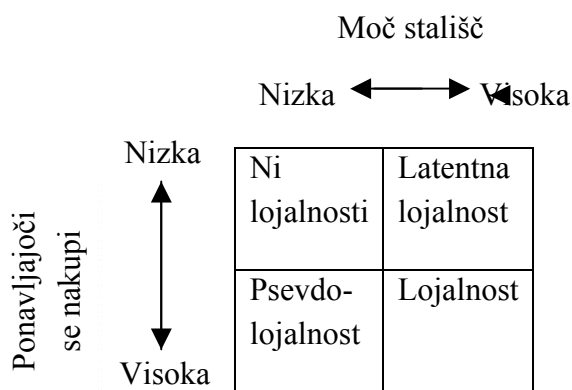 Moč stališč
Nizka Visoka
Nizka
Ni Latentna
lojalnosti lojalnost
Ponavljajoči
se nakupi
Psevdo- Lojalnost
lojalnost
Visoka